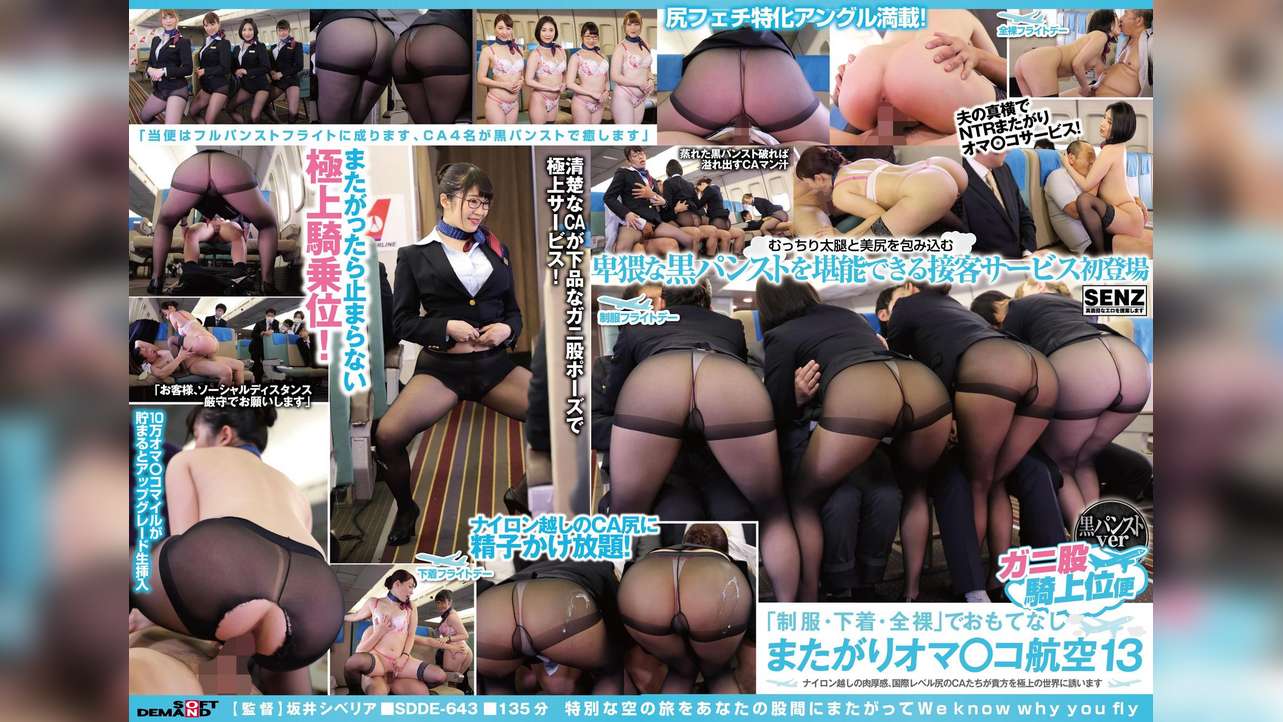 尻フェチ特化アングル満載!
全裸フライトデー
「当便はフルパンストフライトに成ります、CA4名が黒パンストで癒します」
夫の真横で
NTRまたがり
オマ〇コサービス!
蒸れた黒パンスト破れば
溢れ出すCAマン汁
またがったら止まらない
極上騎乗位!
清楚なCAが下品なガニ股ポーズで
極上サービス!
むっちり太腿と美尻を包み込む
卑猥な黒パンストを堪能できる接客サービス初登場
制服フライトデー
SENZ
「お客様、ソーシャルディスタンス
厳守でお願いします」
10万オマ〇コマイルが
貯まるとアップグレード生挿入
ナイロン越しのCA尻に
精子かけ放題!
下着フライトデー
黒パンスト
ver
ガニ股
騎上位便
「制服・下着・全裸」でおもてなし
またがりオマ〇コ航空13
ナイロン越しの肉厚感、国際レベル尻のCAたちが貴方を極上の世界に誘います
SOFT ON DEMAND
【監督】坂井シベリア ■SDDE-643 ■135分 特別な空の旅をあなたの股間にまたがってWe know why you fly